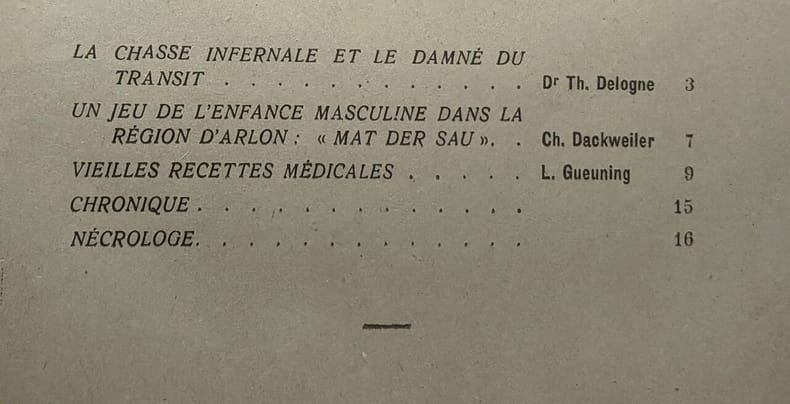 LA CHASSE INFERNALE ET LE DAMNÉ DU
TRANSIT . . . . . . . . . . . . Dr Th. Delogne 3
UN JEU DE L'ENFANCE MASCULINE DANS LA
RÉGION D'ARLON : « MAT DER SAU ». . Ch. Dackweiler 7
VIEILLES RECETTES MÉDICALES . . . . . L. Gueuning 9
CHRONIQUE . . . . . . . . . . . . . 15
NÉCROLOGE. . . . . . . . . . . . . 16